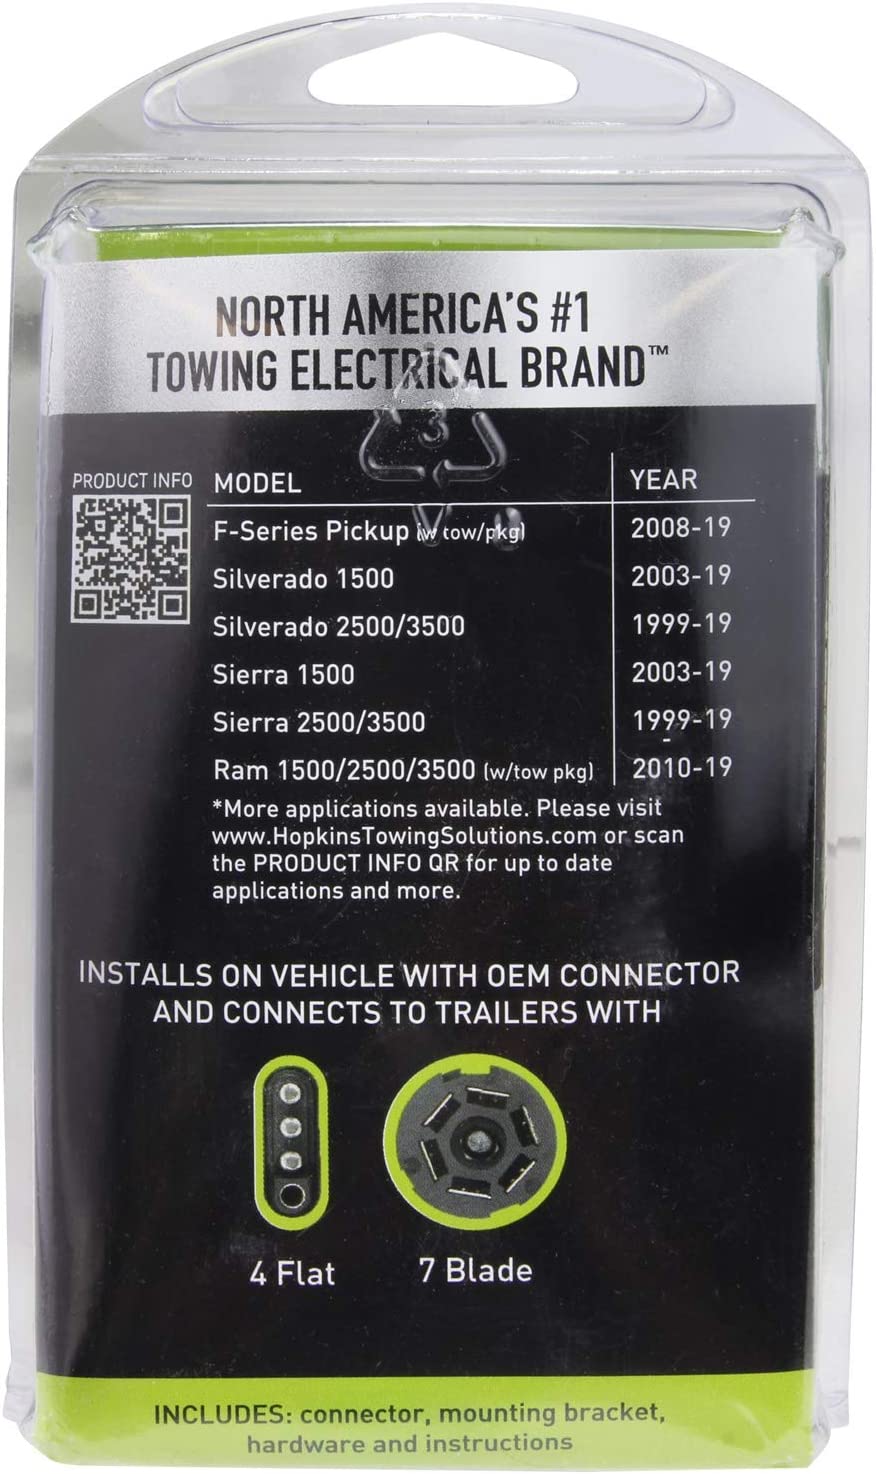 NORTH AMERICA'S #1
TOWING ELECTRICAL BRAND™
3
V
PRODUCT INFO
MODEL YEAR
F-Series Pickup (w tow/pkg) 2008-19
Silverado 1500 2003-19
Silverado 2500/3500 1999-19
Sierra 1500 2003-19
Sierra 2500/3500 1999-19
Ram 1500/2500/3500 (w/tow pkg) 2010-19
*More applications available. Please visit
www.HopkinsTowingSolutions.com or scan
the PRODUCT INFO QR for up to date
applications and more.
INSTALLS ON VEHICLE WITH OEM CONNECTOR
AND CONNECTS TO TRAILERS WITH
4 Flat 7 Blade
INCLUDES: connector, mounting bracket,
hardware and instructions